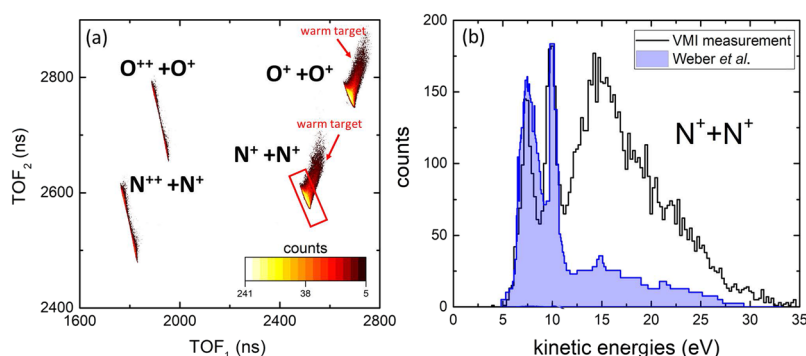 (a)
warm target
O⁺⁺ + O⁺
O⁺ + O⁺
warm target
N⁺ + N⁺
N⁺⁺ + N⁺
counts
241
38
5
2400
2600
2800
TOF₂ (ns)
1600
2000
2400
2800
TOF₁ (ns)
(b)
VMI measurement
Weber et al.
N⁺+N⁺
0
50
100
150
200
counts
0
5
10
15
20
25
30
35
kinetic energies (eV)